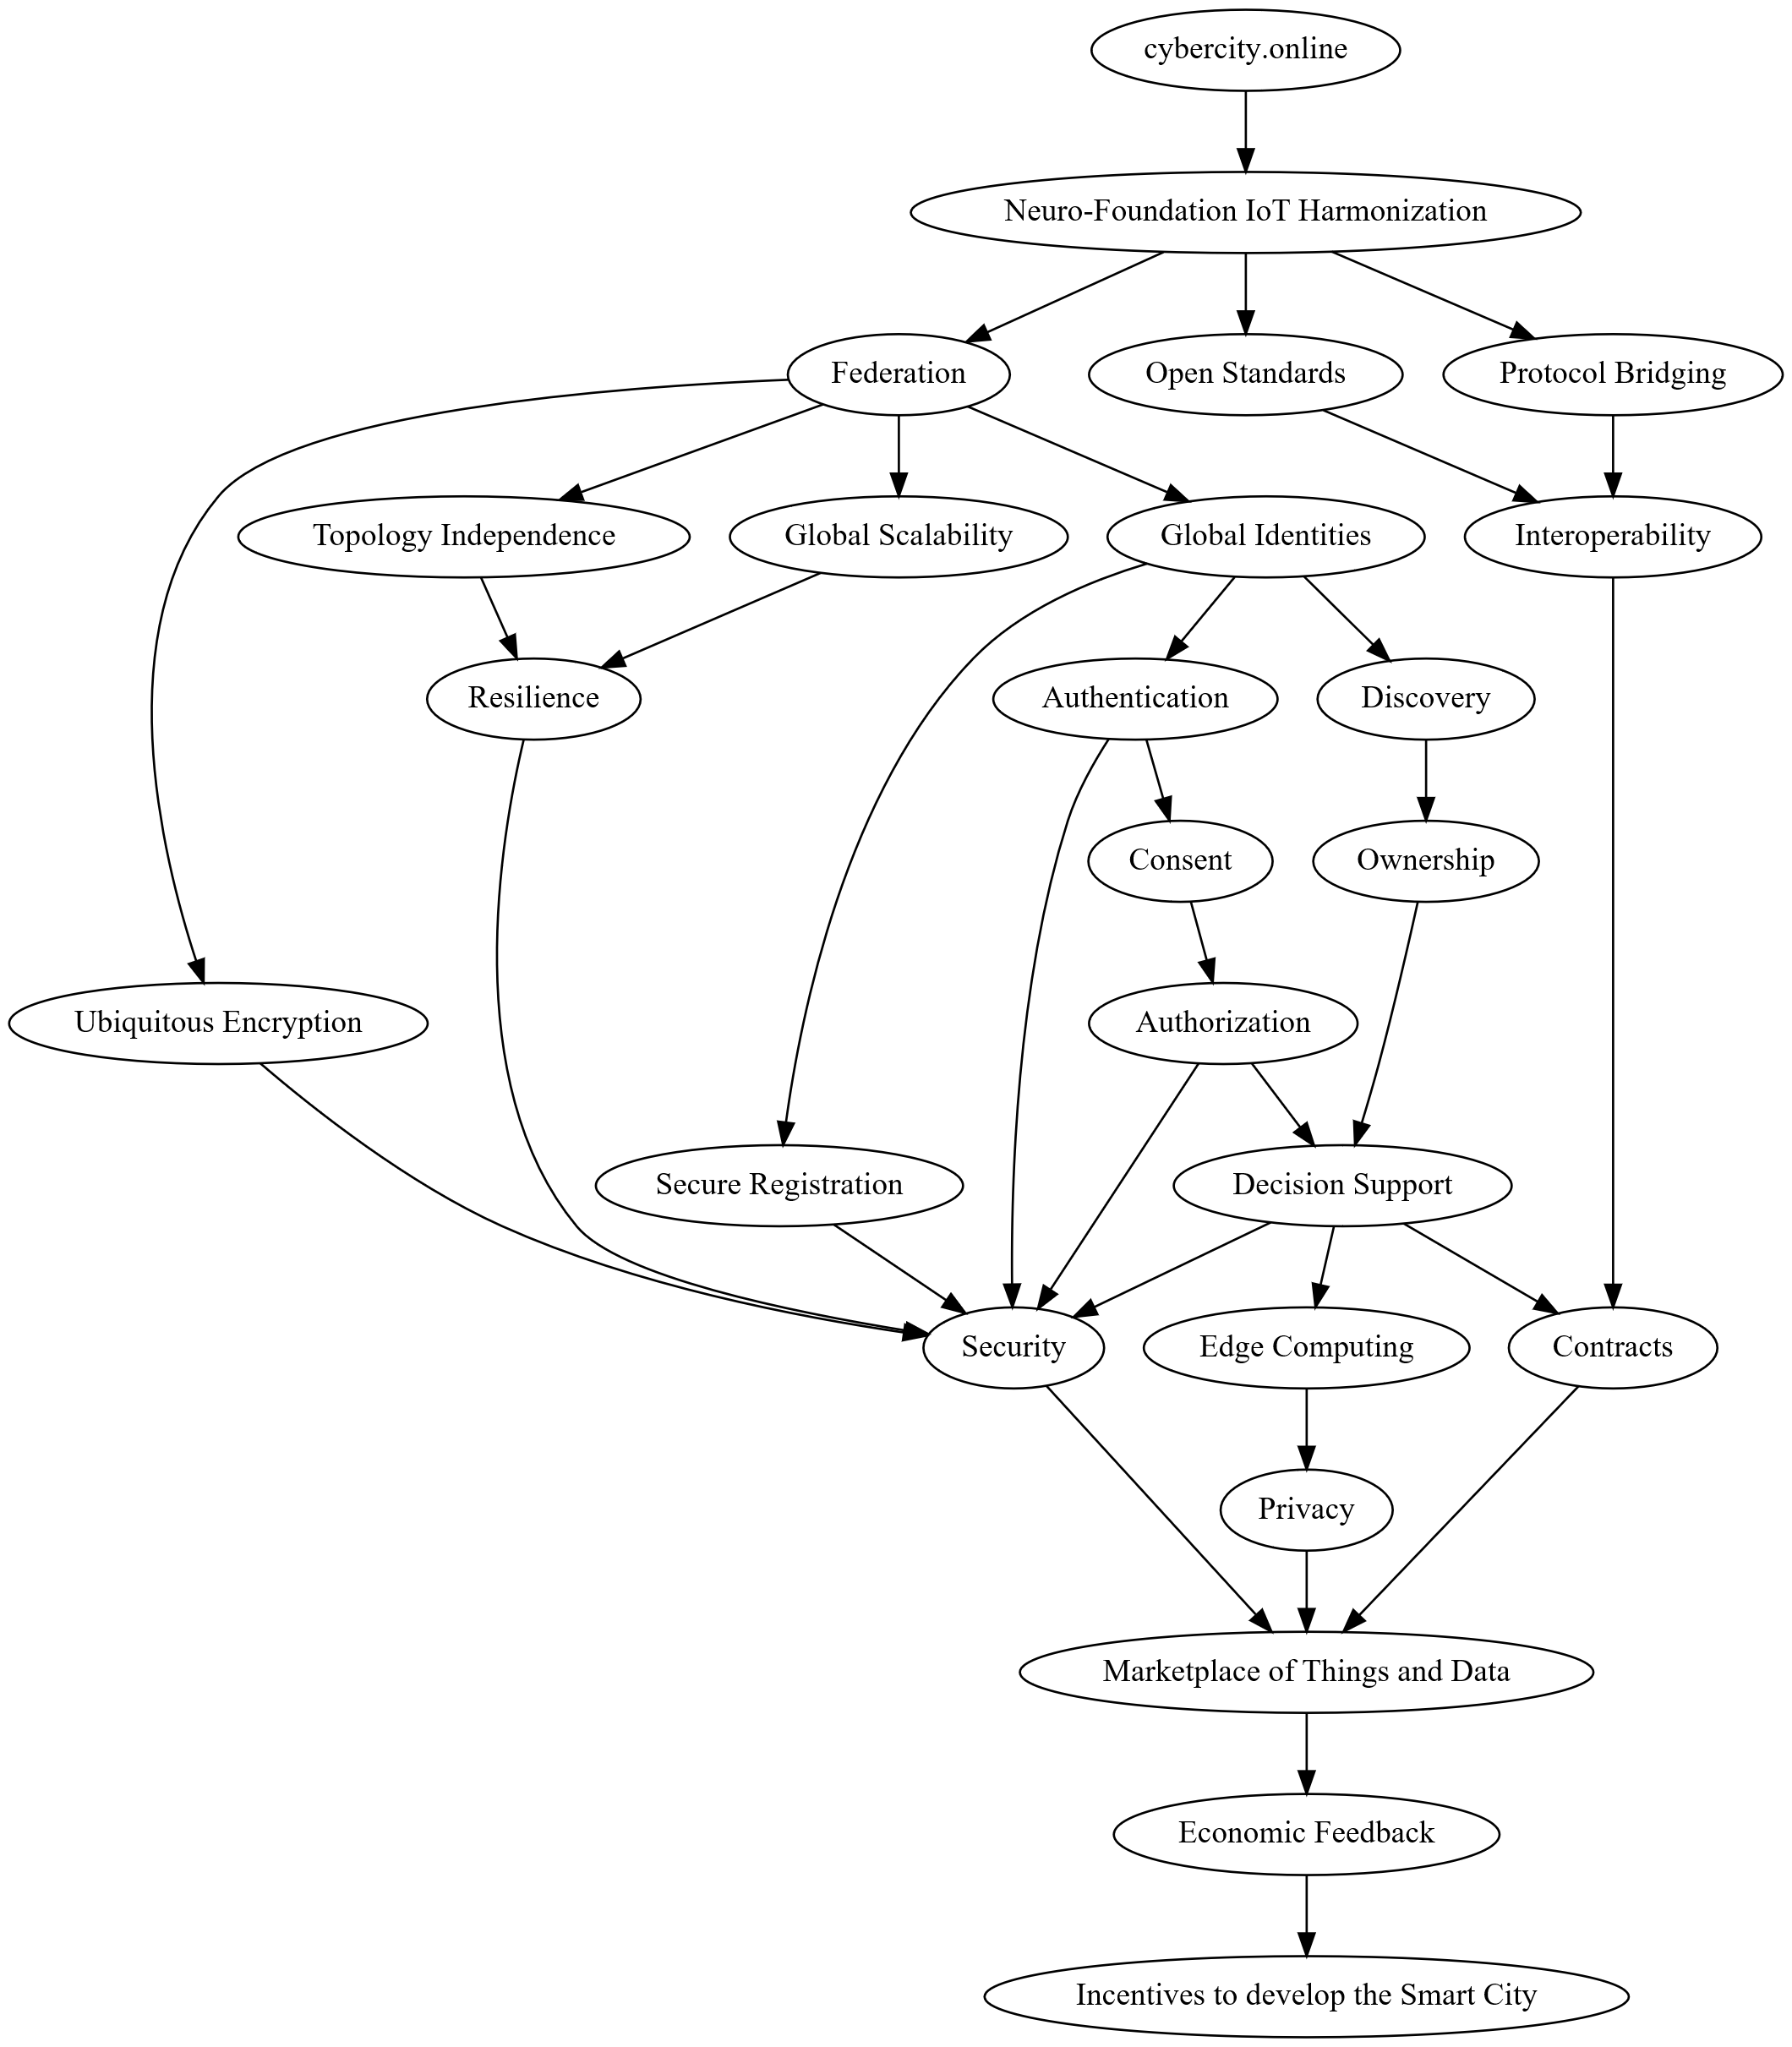 cybercity.online
Neuro-Foundation IoT Harmonization
Federation
Open Standards
Protocol Bridging
Topology Independence
Global Scalability
Global Identities
Interoperability
Resilience
Authentication
Discovery
Consent
Ownership
Ubiquitous Encryption
Authorization
Secure Registration
Decision Support
Security
Edge Computing
Contracts
Privacy
Marketplace of Things and Data
Economic Feedback
Incentives to develop the Smart City